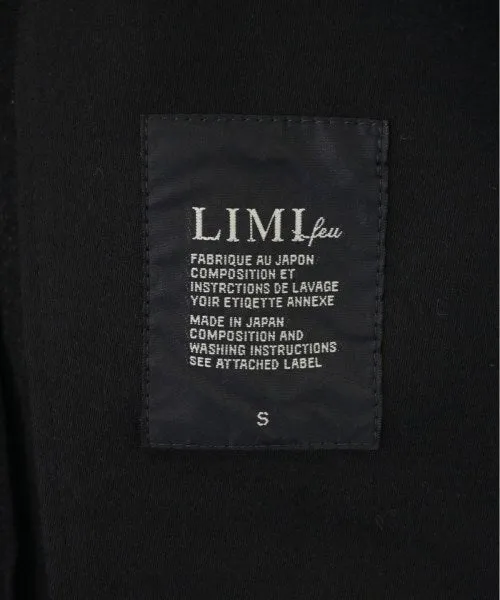 LIMI feu
FABRIQUE AU JAPON
COMPOSITION ET
INSTRCTIONS DE LAVAGE
YOIR ETIQETTE ANNEXE
MADE IN JAPAN
COMPOSITION AND
WASHING INSTRUCTIONS
SEE ATTACHED LABEL
S